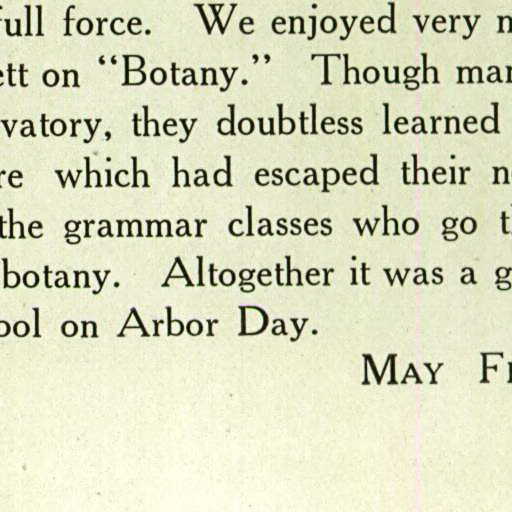 full force. We enjoyed very
ett on “Botany.” Though
vatory, they doubtless learned
re which had escaped their
the grammar classes who go
botany. Altogether it was a
ool on Arbor Day.
MAY